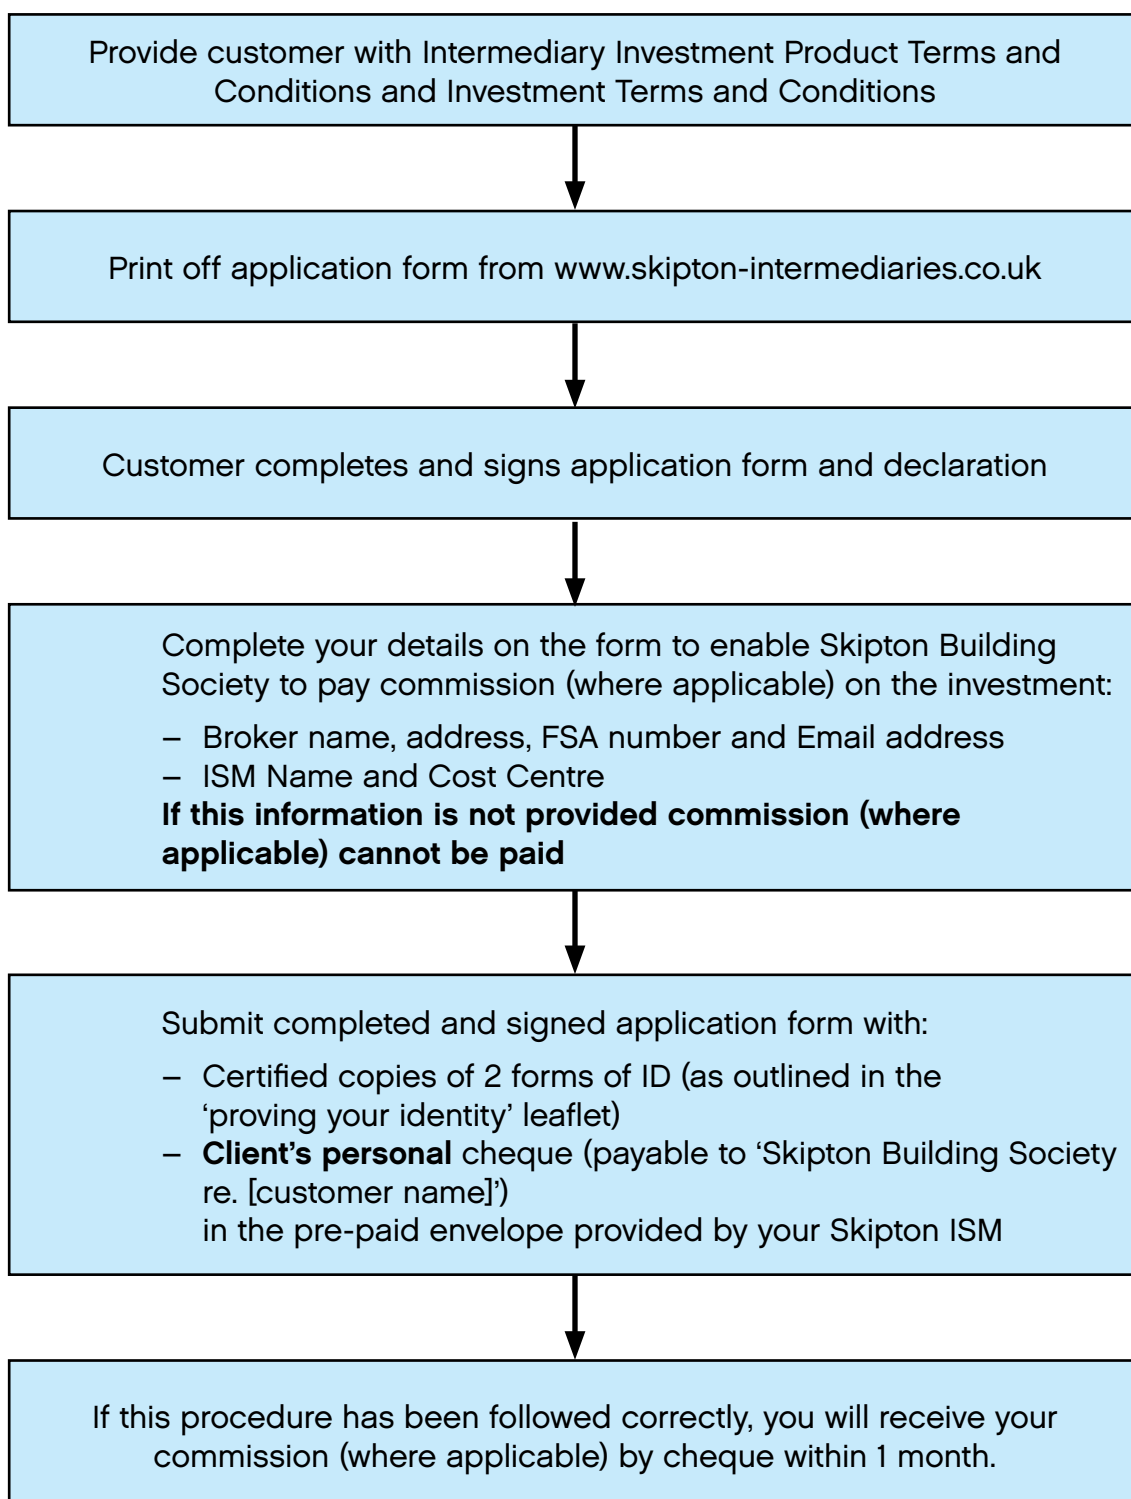 Provide customer with Intermediary Investment Product Terms and
Conditions and Investment Terms and Conditions
Print off application form from www.skipton-intermediaries.co.uk
Customer completes and signs application form and declaration
Complete your details on the form to enable Skipton Building
Society to pay commission (where applicable) on the investment:
– Broker name, address, FSA number and Email address
– ISM Name and Cost Centre
If this information is not provided commission (where
applicable) cannot be paid
Submit completed and signed application form with:
– Certified copies of 2 forms of ID (as outlined in the
‘proving your identity’ leaflet)
– Client’s personal cheque (payable to ‘Skipton Building Society
re. [customer name]’)
in the pre-paid envelope provided by your Skipton ISM
If this procedure has been followed correctly, you will receive your
commission (where applicable) by cheque within 1 month.